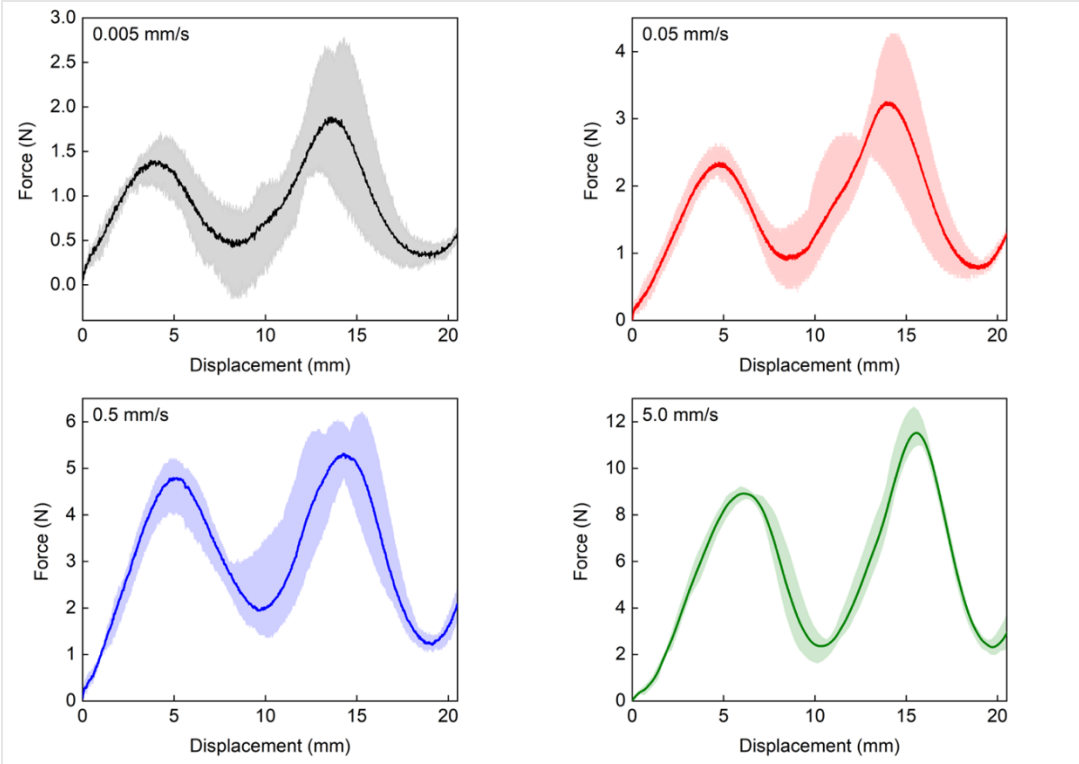 0.005 mm/s
3.0
2.5
2.0
1.5
1.0
0.5
0.0
Force (N)
0 5 10 15 20
Displacement (mm)
0.05 mm/s
4
3
2
1
0
Force (N)
0 5 10 15 20
Displacement (mm)
0.5 mm/s
6
5
4
3
2
1
0
Force (N)
0 5 10 15 20
Displacement (mm)
5.0 mm/s
12
10
8
6
4
2
0
Force (N)
0 5 10 15 20
Displacement (mm)